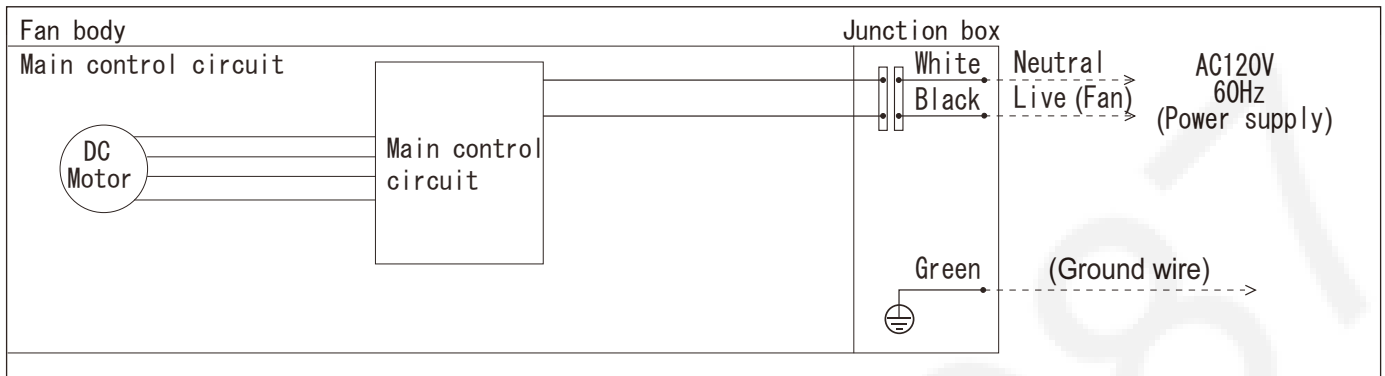 Fan body
Junction box
Main control circuit
White
Neutral
AC120V
60Hz
(Power supply)
Black
Live (Fan)
DC
Motor
Main control
circuit
Green
(Ground wire)